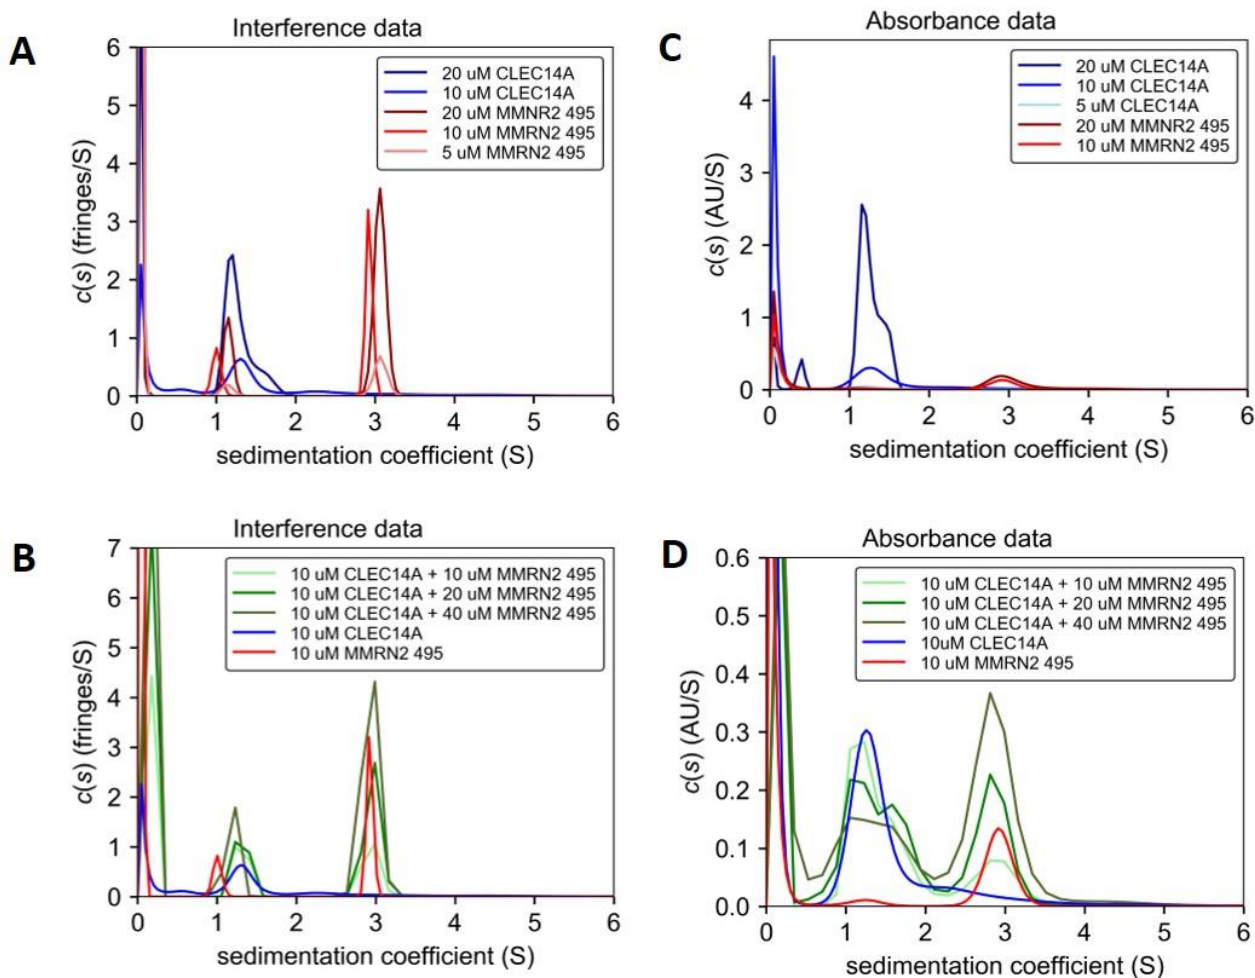 A
Interference data
c(s) (fringes/S)
6
5
4
3
2
1
0
20 uM CLEC14A
10 uM CLEC14A
20 uM MMNR2 495
10 uM MMRN2 495
5 uM MMRN2 495
0 1 2 3 4 5 6
sedimentation coefficient (S)
C
Absorbance data
c(s) (AU/S)
4
3
2
1
0
20 uM CLEC14A
10 uM CLEC14A
5 uM CLEC14A
20 uM MMNR2 495
10 uM MMRN2 495
0 1 2 3 4 5 6
sedimentation coefficient (S)
B
Interference data
c(s) (fringes/S)
7
6
5
4
3
2
1
0
10 uM CLEC14A + 10 uM MMRN2 495
10 uM CLEC14A + 20 uM MMRN2 495
10 uM CLEC14A + 40 uM MMRN2 495
10 uM CLEC14A
10 uM MMRN2 495
0 1 2 3 4 5 6
sedimentation coefficient (S)
D
Absorbance data
c(s) (AU/S)
0.6
0.5
0.4
0.3
0.2
0.1
0.0
10 uM CLEC14A + 10 uM MMRN2 495
10 uM CLEC14A + 20 uM MMRN2 495
10 uM CLEC14A + 40 uM MMRN2 495
10uM CLEC14A
10 uM MMRN2 495
0 1 2 3 4 5 6
sedimentation coefficient (S)